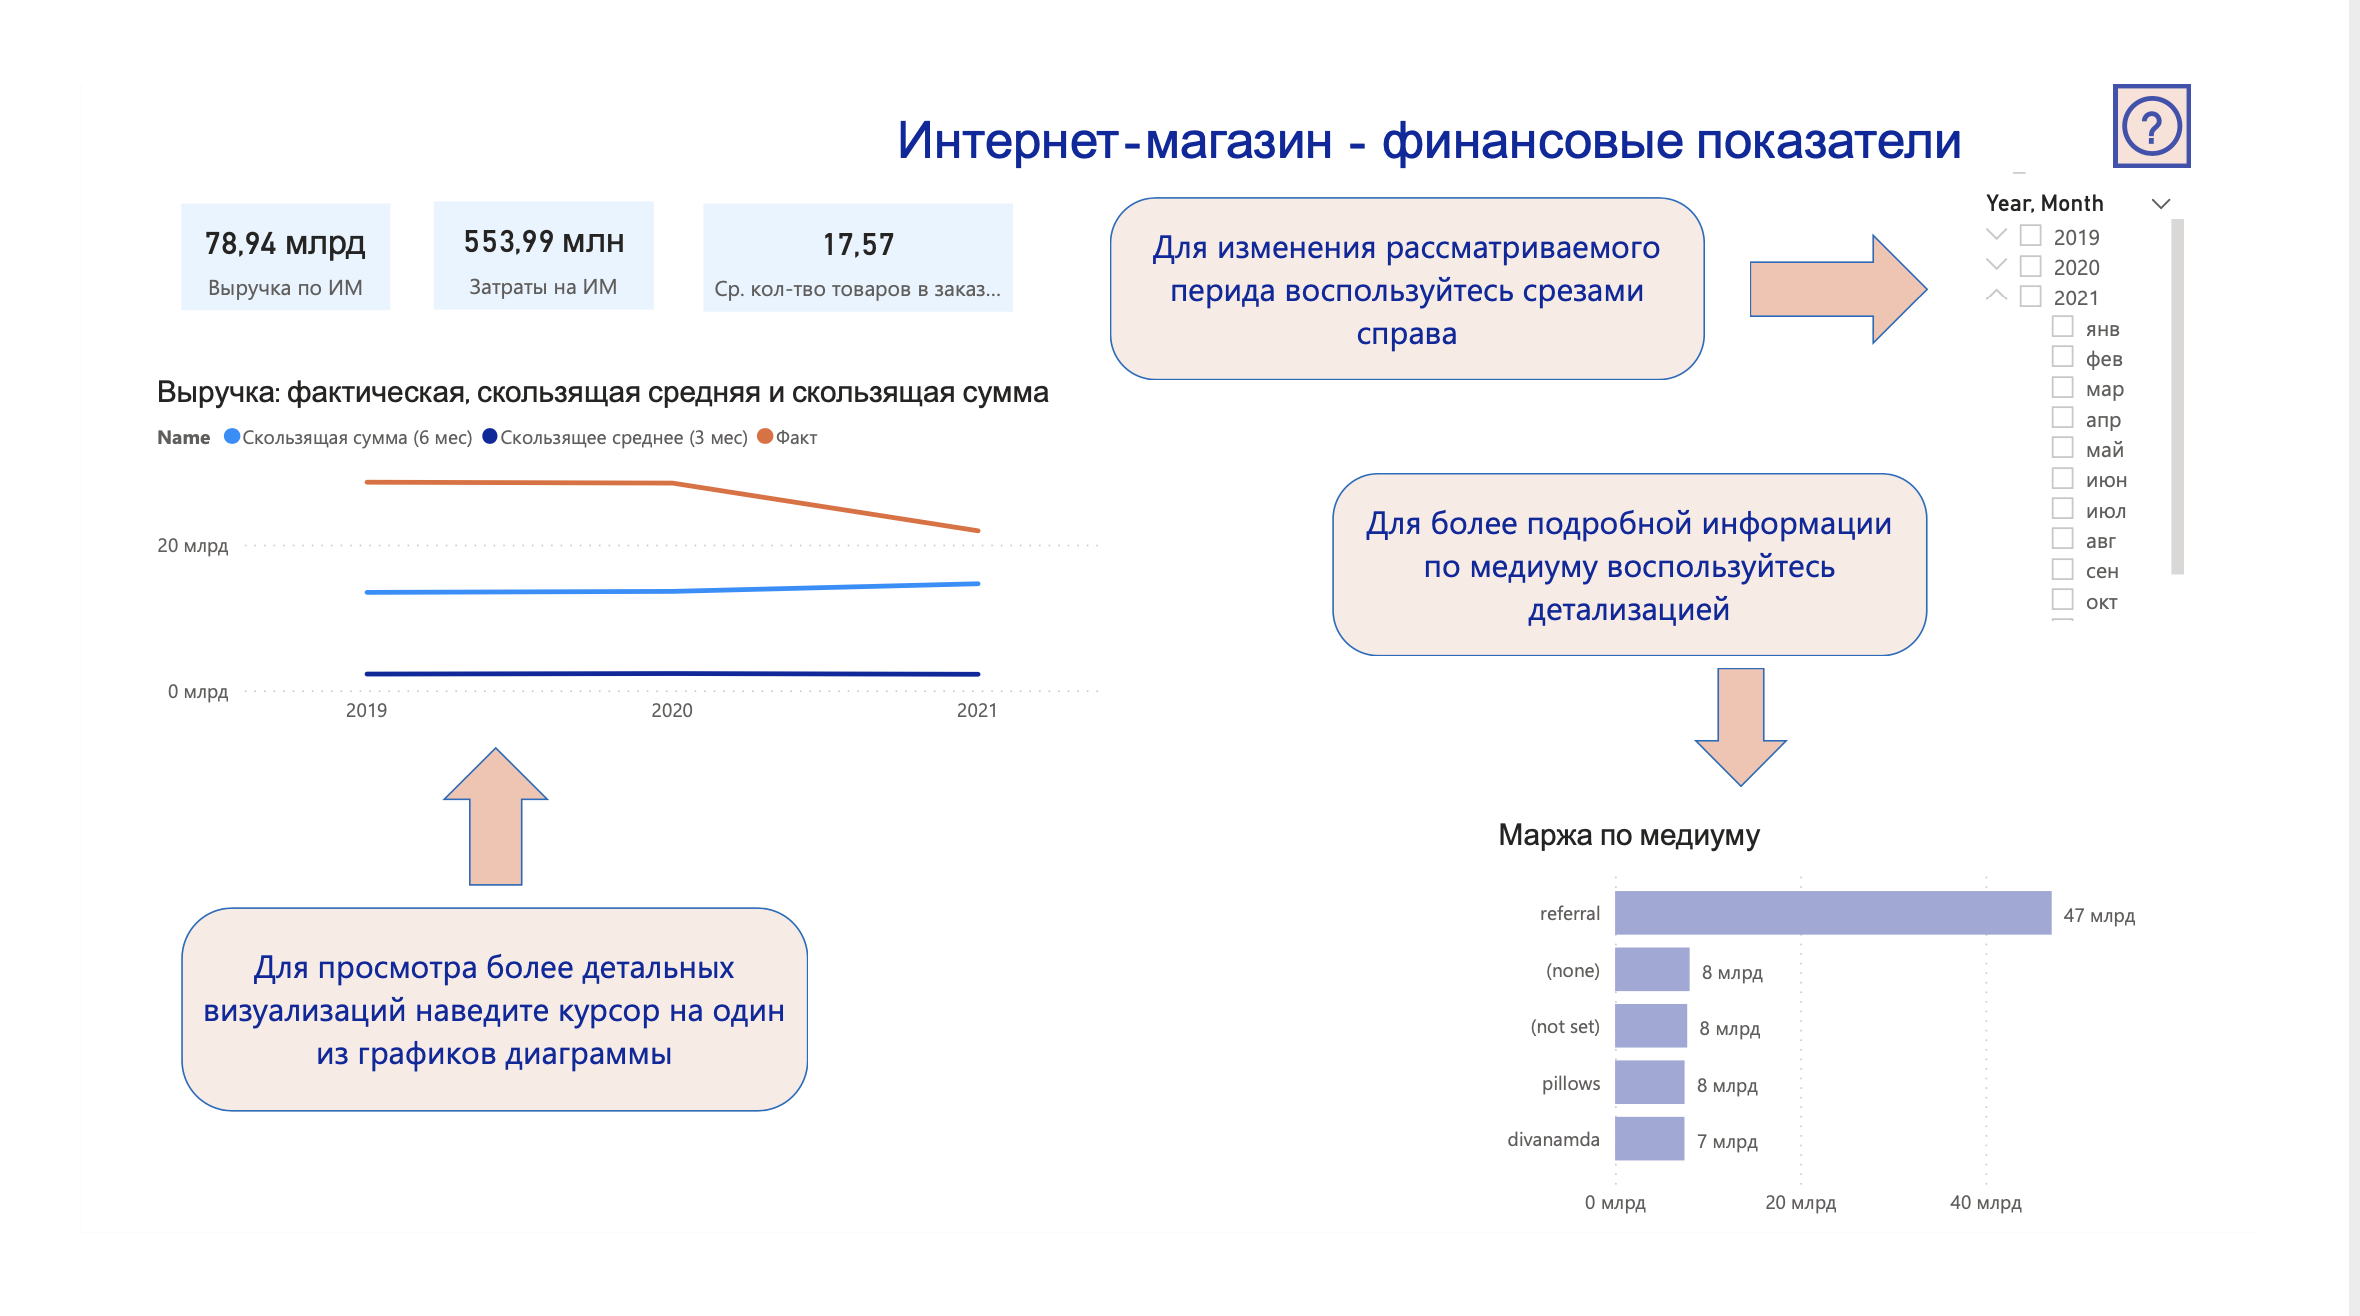 Интернет-магазин - финансовые показатели
?
78,94 млрд
Выручка по ИМ
553,99 млн
Затраты на ИМ
17,57
Ср. кол-тво товаров в заказ...
Для изменения рассматриваемого
перида воспользуйтесь срезами
справа
Year, Month
2019
2020
2021
янв
фев
мар
апр
май
июн
июл
авг
сен
окт
Выручка: фактическая, скользящая средняя и скользящая сумма
Name Скользящая сумма (6 мес) Скользящее среднее (3 мес) Факт
20 млрд
0 млрд
2019 2020 2021
Для более подробной информации
по медиуму воспользуйтесь
детализацией
Для просмотра более детальных
визуализаций наведите курсор на один
из графиков диаграммы
Маржа по медиуму
referral 47 млрд
(none) 8 млрд
(not set) 8 млрд
pillows 8 млрд
divanamda 7 млрд
0 млрд 20 млрд 40 млрд